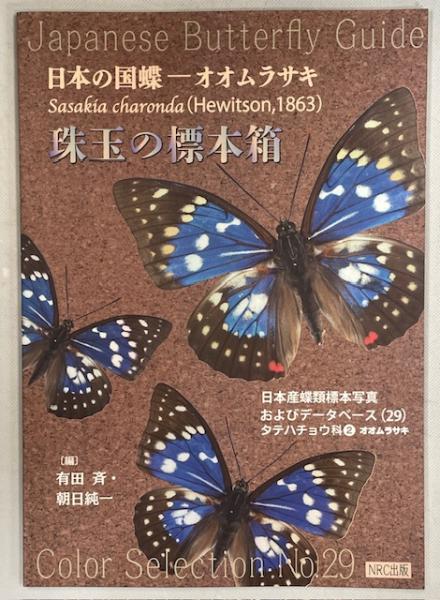 Japanese Butterfly Guide
日本の国蝶―オオムラサキ
Sasakia charonda (Hewitson,1863)
珠玉の標本箱
日本産蝶類標本写真
およびデータベース(29)
タテハチョウ科❷ オオムラサキ
〔編〕
有田 斉・
朝日純一
Color Selection No.29
NRC出版